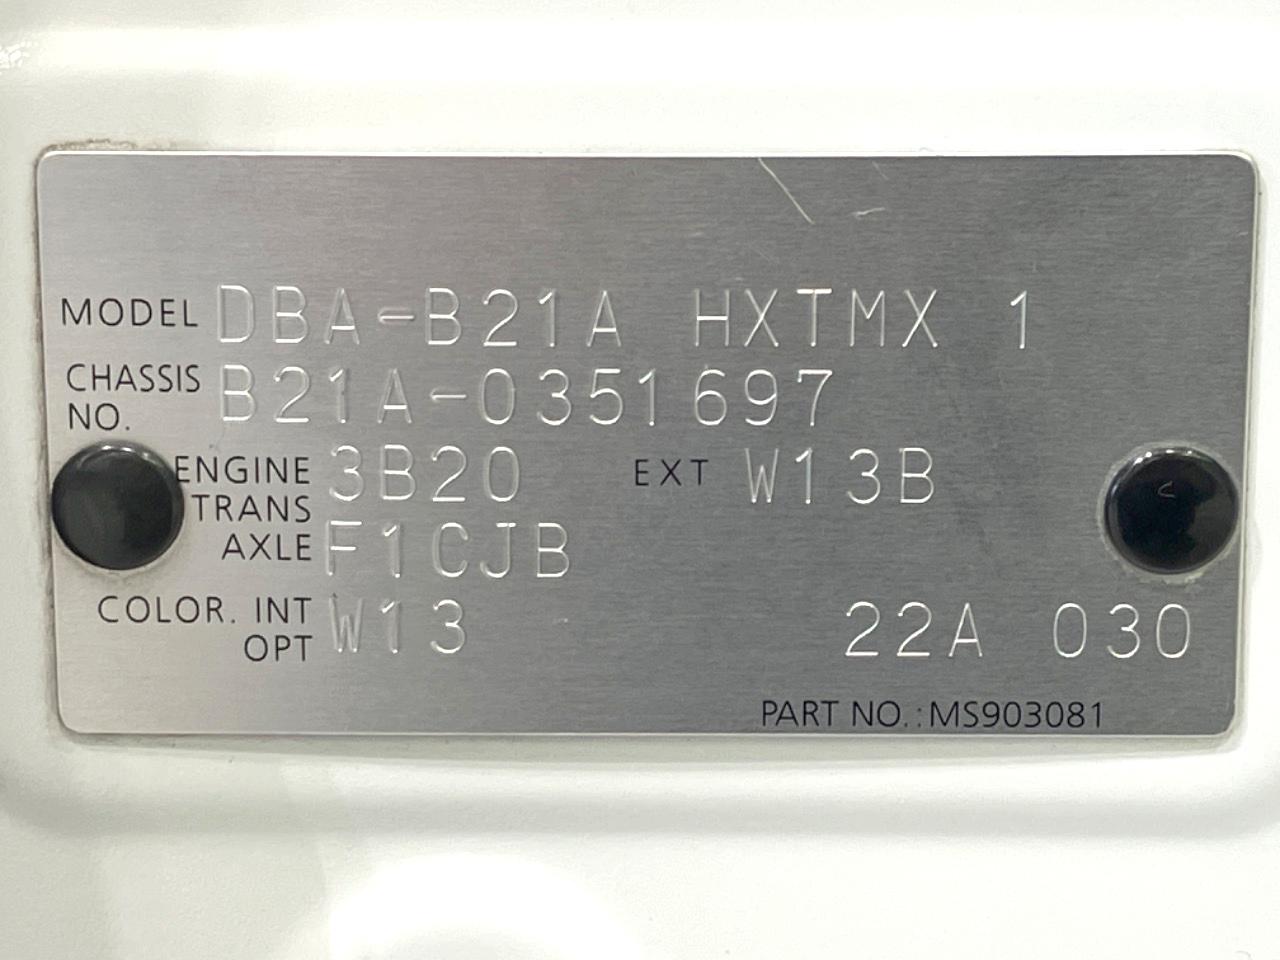 MODEL DBA-B21A HXTMX 1
CHASSIS NO. B21A-0351697
ENGINE 3B20 EXT W13B
TRANS AXLE F1CJB
COLOR. INT OPT W13 22A 030
PART NO.:MS903081